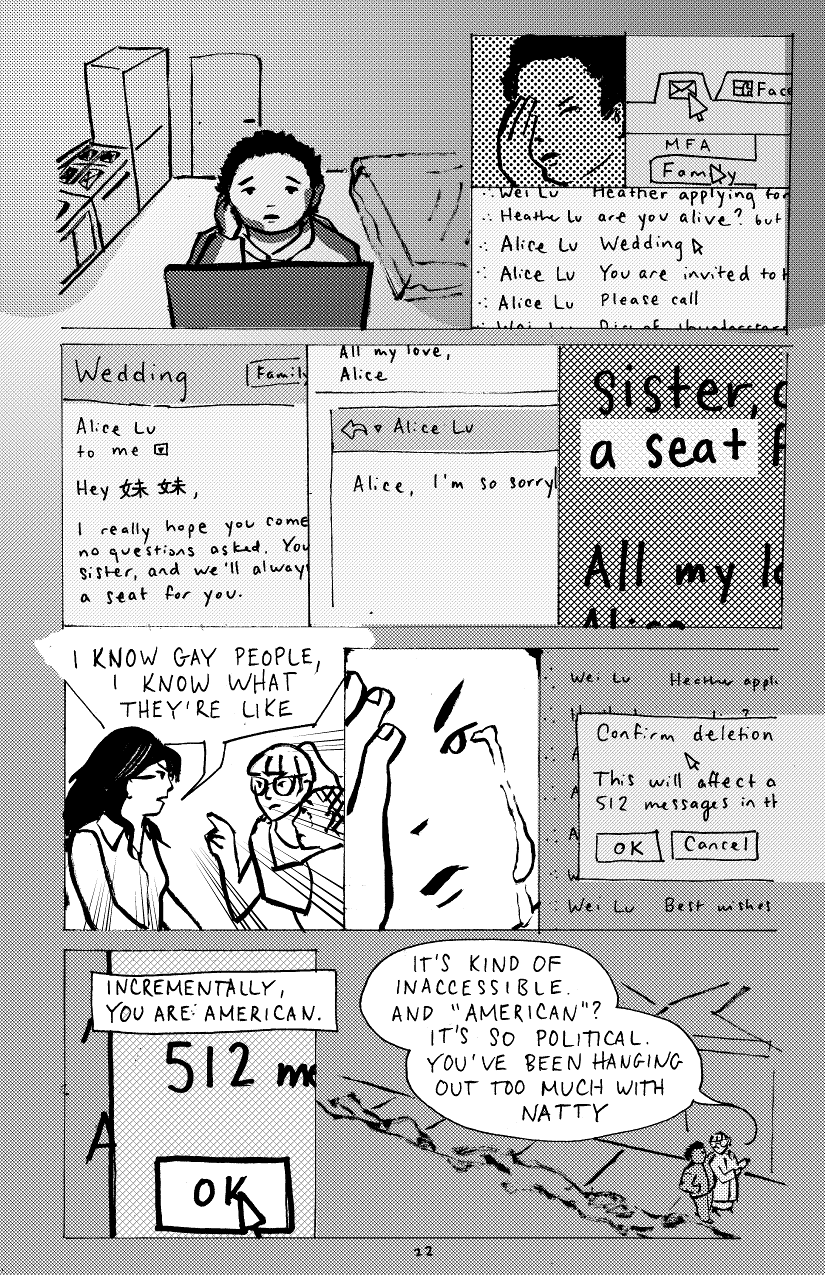 Face
MFA
Family
Wei Lu Heather applying for
Heather Lu are you alive? but
Alice Lu Wedding
Alice Lu You are invited to
Alice Lu Please call
Wei Lu
Wedding
Family
Alice Lu
to me
Hey 妹妹,
I really hope you come
no questions asked. You
sister, and we'll alway
a seat for you.
All my love,
Alice
Alice Lu
Alice, I'm so sorry
Sister,
a seat f
All my lo
Alice
I KNOW GAY PEOPLE,
I KNOW WHAT
THEY'RE LIKE
Wei Lu Heather appli
Confirm deletion
This will affect a
512 messages in th
OK Cancel
Wei Lu Best wishes
INCREMENTALLY,
YOU ARE AMERICAN.
512 me
A
OK
IT'S KIND OF
INACCESSIBLE.
AND "AMERICAN"?
IT'S SO POLITICAL.
YOU'VE BEEN HANGING
OUT TOO MUCH WITH
NATTY
22